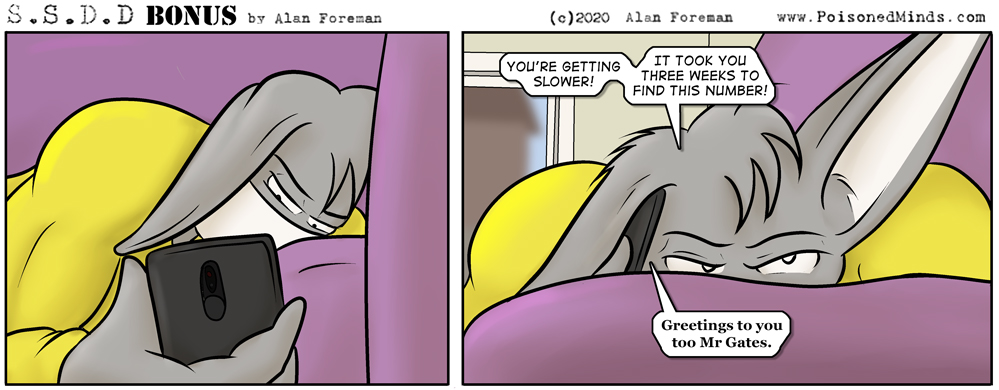 S.S.D.D BONUS by Alan Foreman (c)2020 Alan Foreman www.PoisonedMinds.com
YOU'RE GETTING
SLOWER!
IT TOOK YOU
THREE WEEKS TO
FIND THIS NUMBER!
Greetings to you
too Mr Gates.